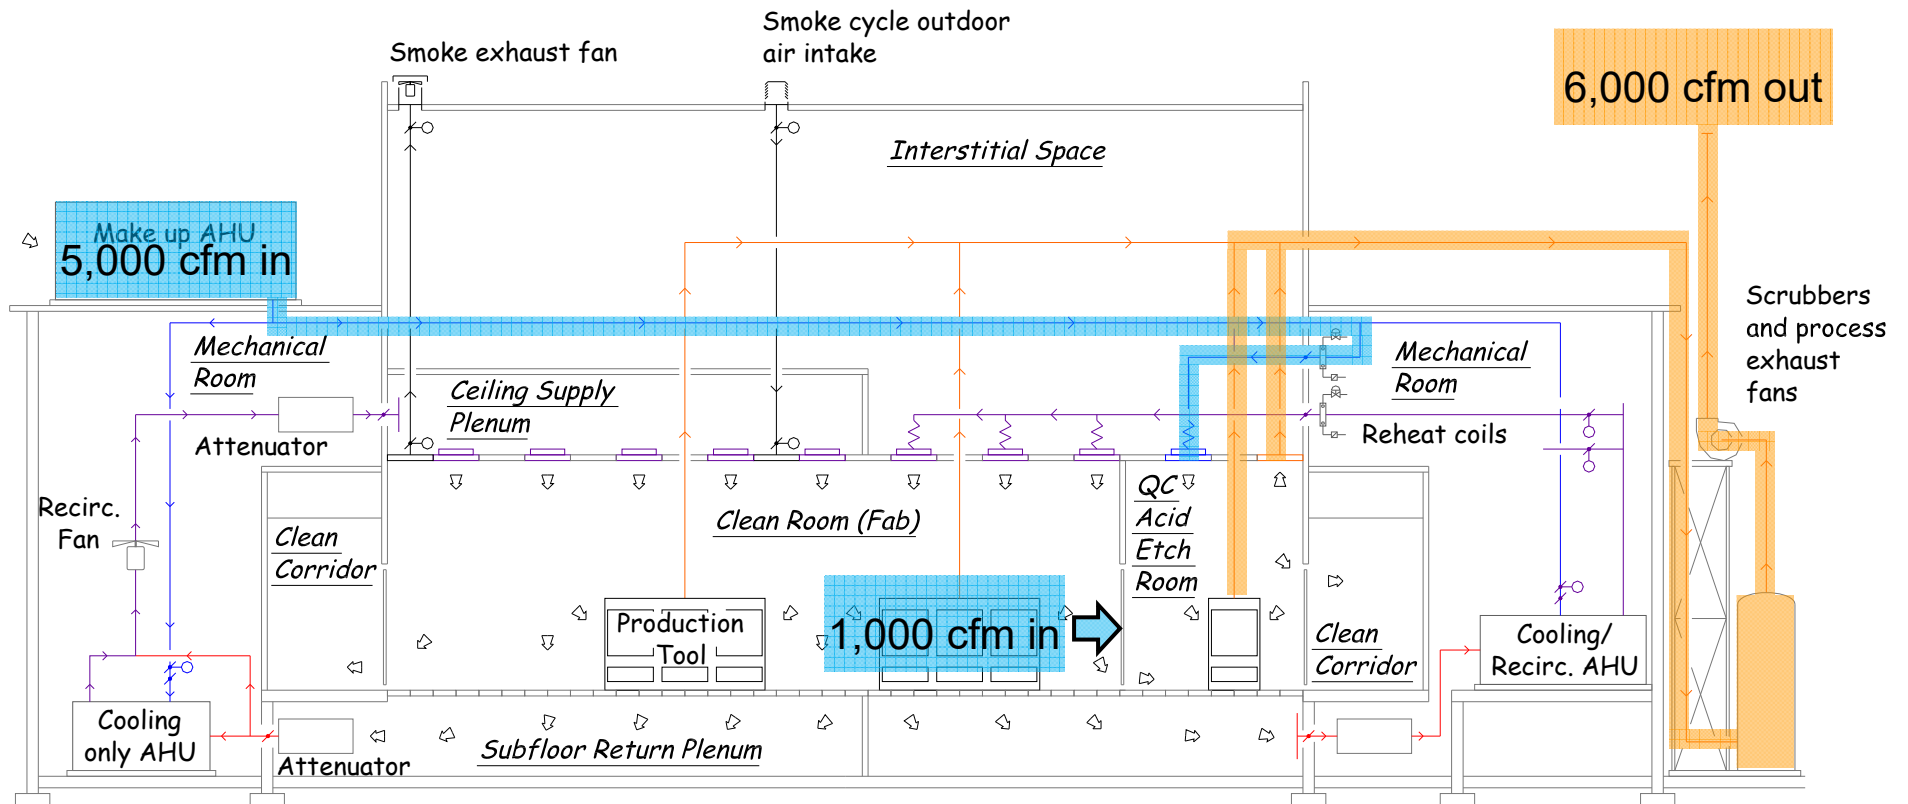 Smoke exhaust fan
Smoke cycle outdoor
air intake
6,000 cfm out
Interstitial Space
Make up AHU
5,000 cfm in
Scrubbers
and process
exhaust
fans
Mechanical
Room
Mechanical
Room
Ceiling Supply
Plenum
Attenuator
Reheat coils
Recirc.
Fan
Clean
Corridor
Clean Room (Fab)
QC
Acid
Etch
Room
Production
Tool
1,000 cfm in
Clean
Corridor
Cooling/
Recirc. AHU
Cooling
only AHU
Attenuator
Subfloor Return Plenum